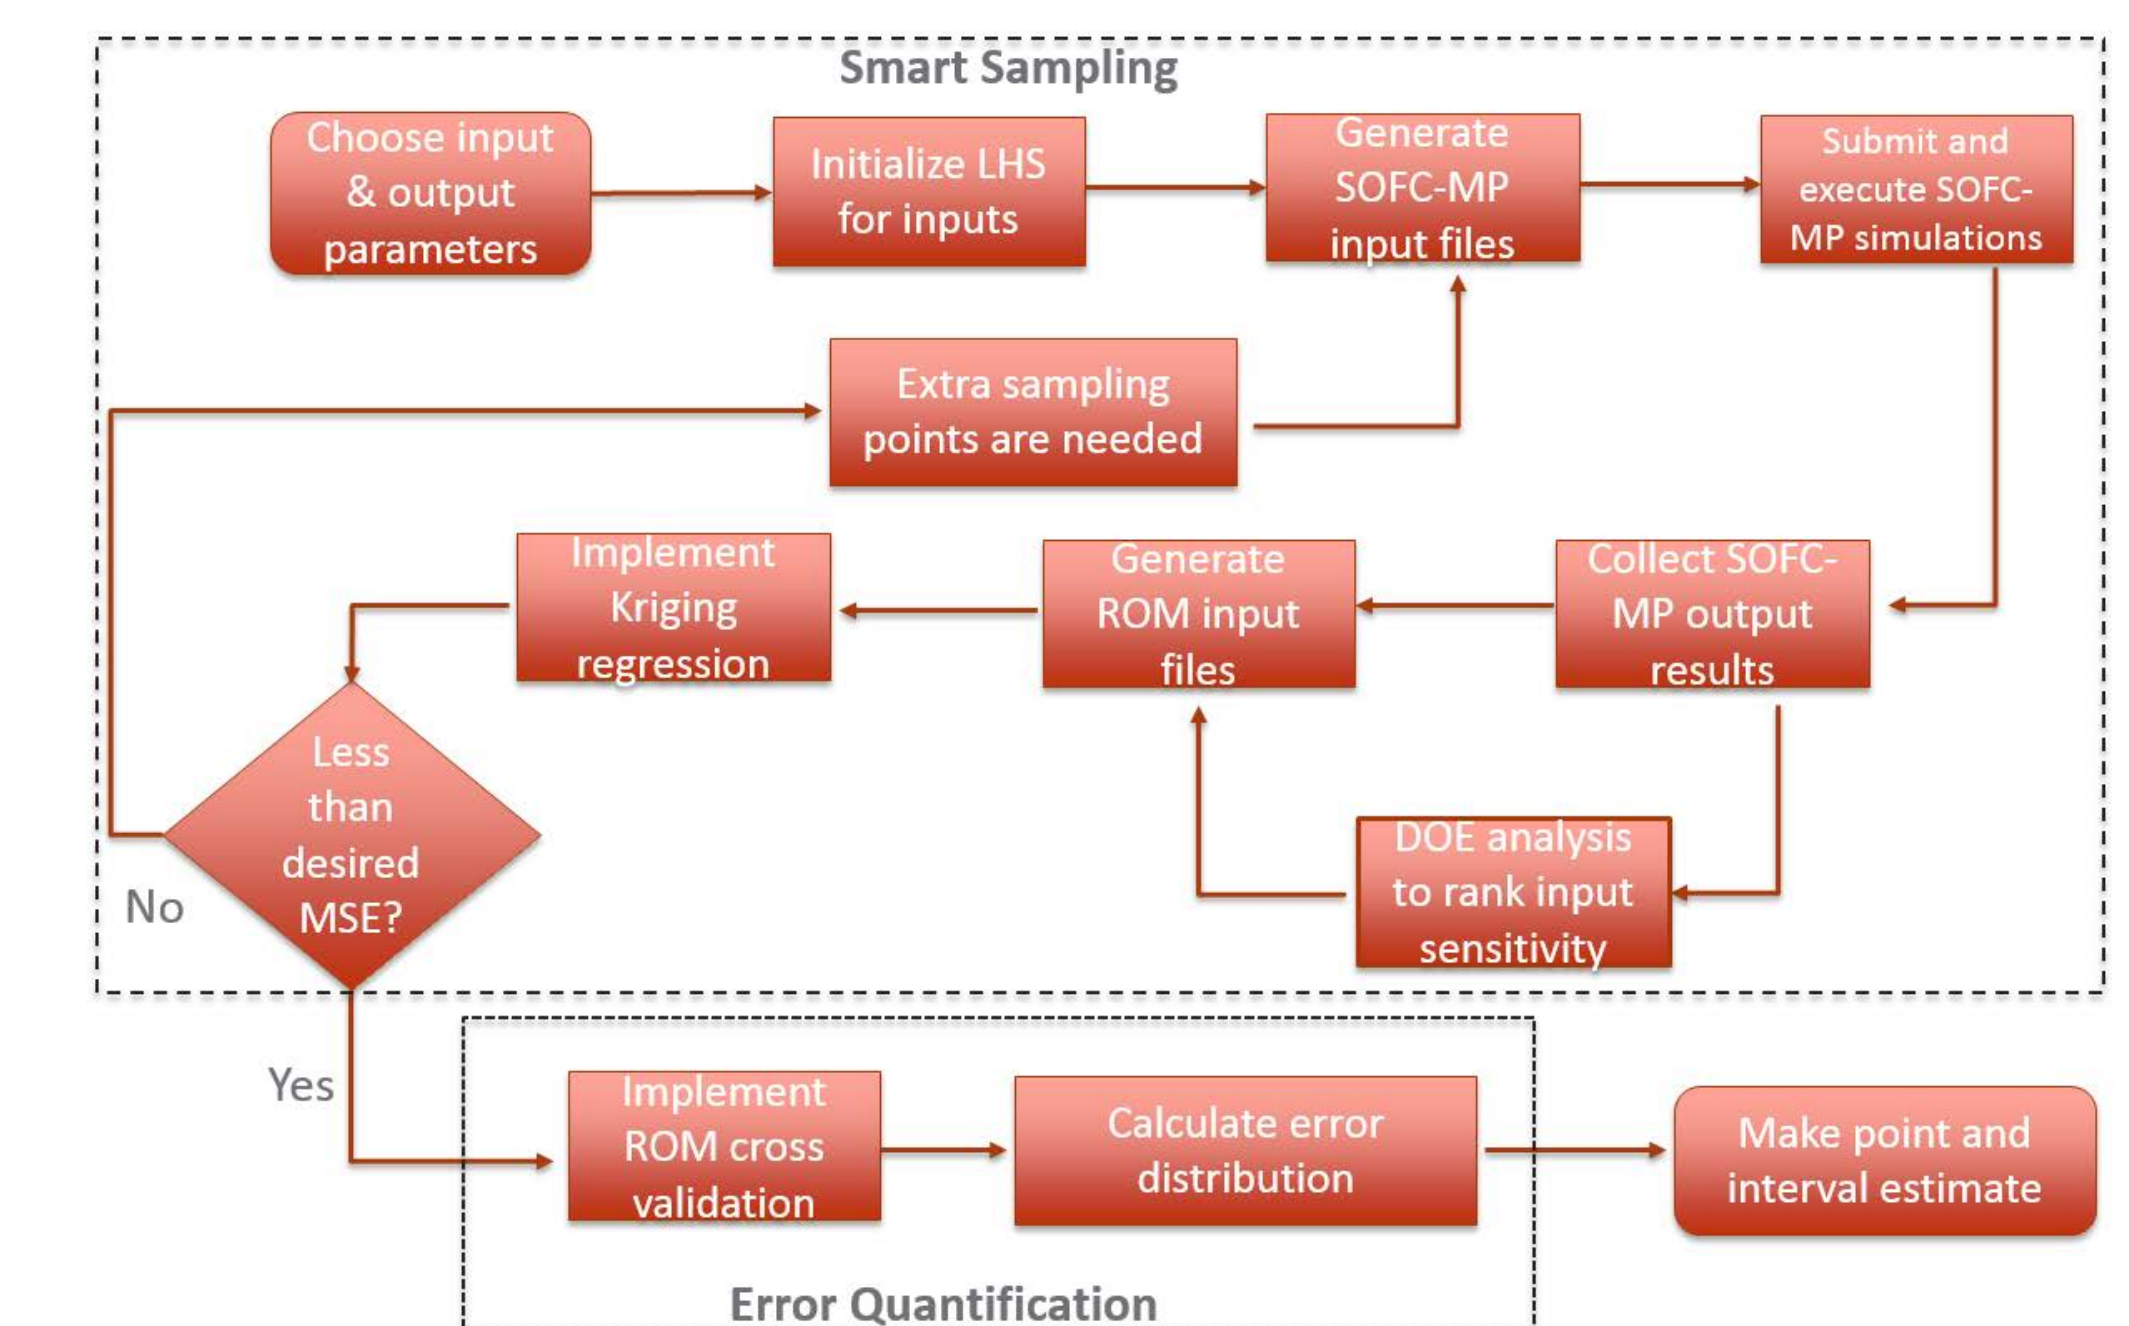 Smart Sampling
Choose input
& output
parameters
Initialize LHS
for inputs
Generate
SOFC-MP
input files
Submit and
execute SOFC-
MP simulations
Extra sampling
points are needed
Implement
Kriging
regression
Generate
ROM input
files
Collect SOFC-
MP output
results
Less
than
desired
MSE?
No
DOE analysis
to rank input
sensitivity
Yes
Implement
ROM cross
validation
Calculate error
distribution
Make point and
interval estimate
Error Quantification